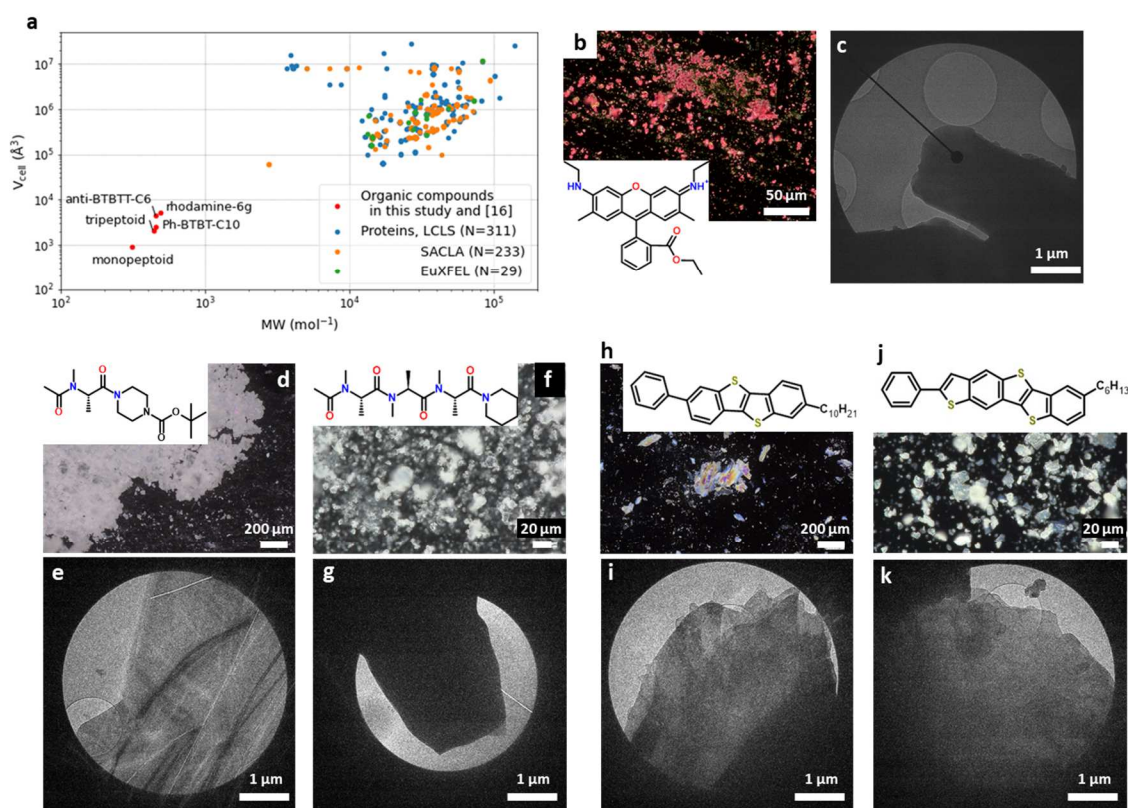 a
10⁷
10⁶
10⁵
10⁴
10³
10²
V_cell (Å³)
10²
10³
10⁴
10⁵
MW (mol⁻¹)
anti-BTBTT-C6
rhodamine-6g
tripeptoid
Ph-BTBT-C10
monopeptoid
Organic compounds
in this study and [16]
Proteins, LCLS (N=311)
SACLA (N=233)
EuXFEL (N=29)
b
50 µm
HN
O
NH⁺
O
O
c
1 µm
d
O
N
N
O
N
O
O
200 µm
f
O
N
O
N
O
N
O
N
20 µm
h
S
S
C₁₀H₂₁
200 µm
j
S
S
S
C₆H₁₃
20 µm
e
1 µm
g
1 µm
i
1 µm
k
1 µm